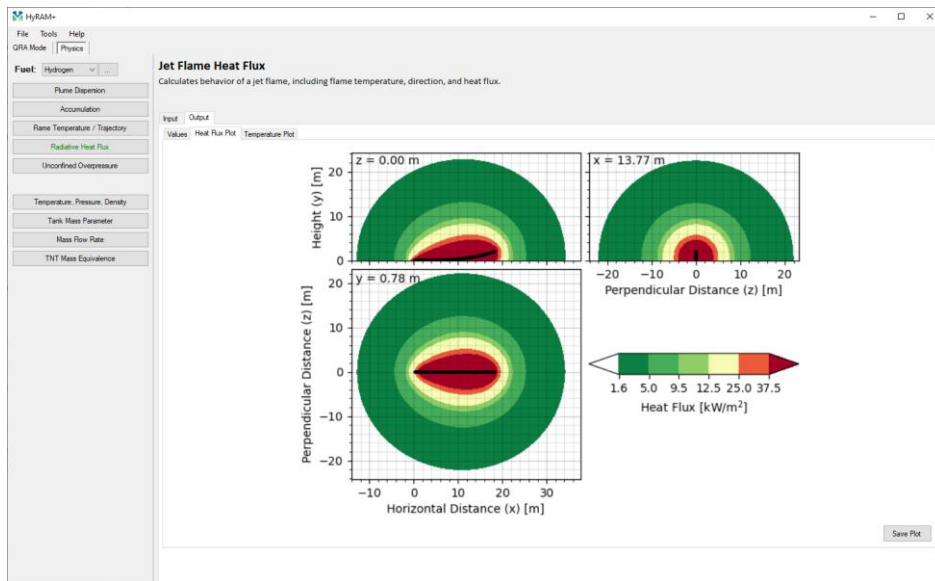 HyRAM+
File Tools Help
QRA Mode Physics
Fuel: Hydrogen ...
Plume Dispersion
Accumulation
Flame Temperature / Trajectory
Radiative Heat Flux
Unconfined Overpressure
Temperature, Pressure, Density
Tank Mass Parameter
Mass Flow Rate
TNT Mass Equivalence
Jet Flame Heat Flux
Calculates behavior of a jet flame, including flame temperature, direction, and heat flux.
Input Output
Values Heat Flux Plot Temperature Plot
z = 0.00 m
20
10
0
Height (y) [m]
x = 13.77 m
−20 −10 0 10 20
Perpendicular Distance (z) [m]
y = 0.78 m
20
10
0
−10
−20
Perpendicular Distance (z) [m]
−10 0 10 20 30
Horizontal Distance (x) [m]
1.6 5.0 9.5 12.5 25.0 37.5
Heat Flux [kW/m²]
Save Plot